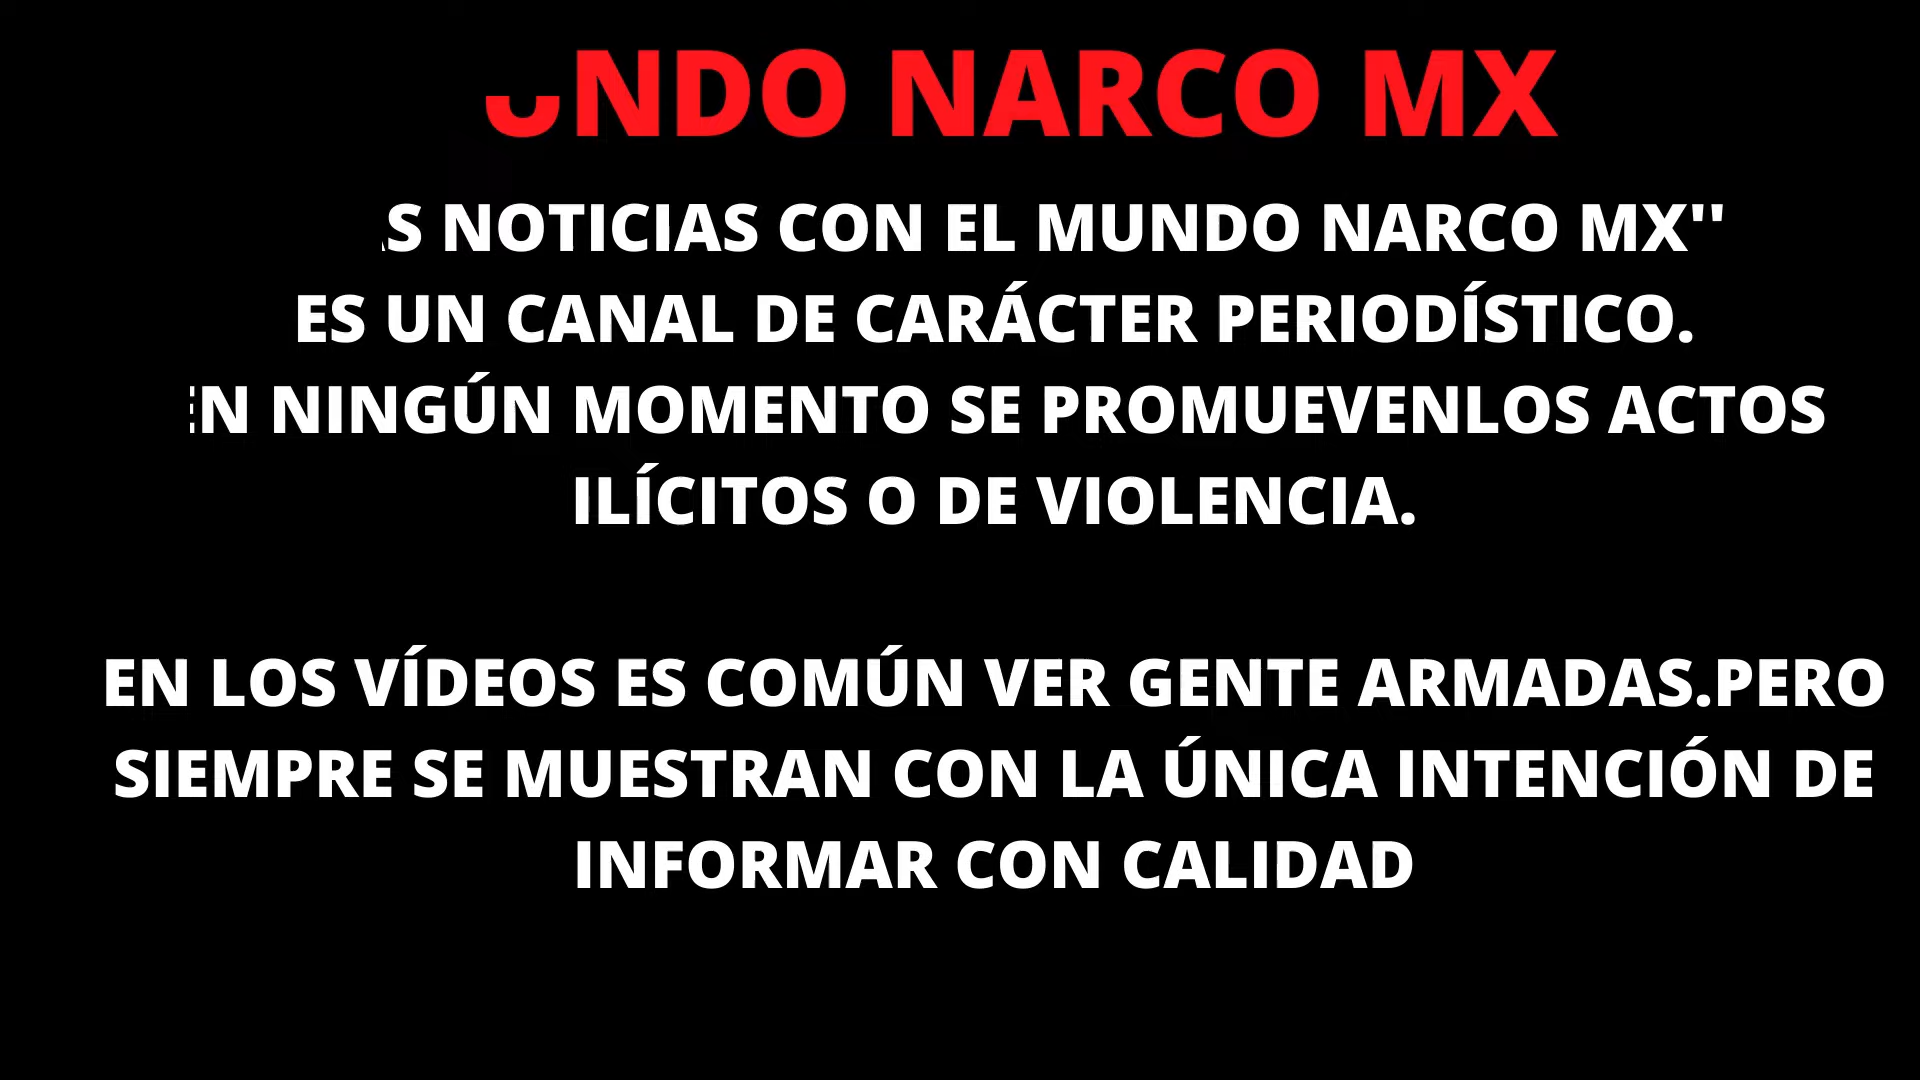 NDO NARCO MX
S NOTICIAS CON EL MUNDO NARCO MX"
ES UN CANAL DE CARÁCTER PERIODÍSTICO.
EN NINGÚN MOMENTO SE PROMUEVENLOS ACTOS
ILÍCITOS O DE VIOLENCIA.
EN LOS VÍDEOS ES COMÚN VER GENTE ARMADAS.PERO
SIEMPRE SE MUESTRAN CON LA ÚNICA INTENCIÓN DE
INFORMAR CON CALIDAD